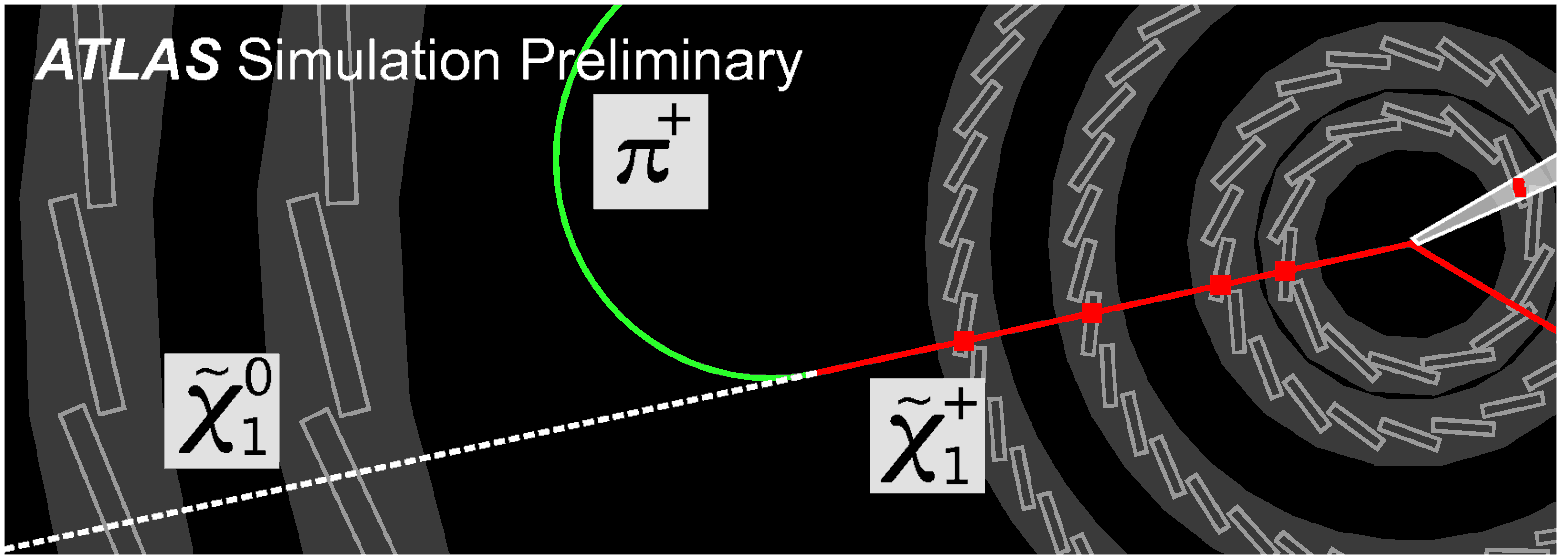 ATLAS Simulation Preliminary
π⁺
χ̃⁰₁
χ̃⁺₁